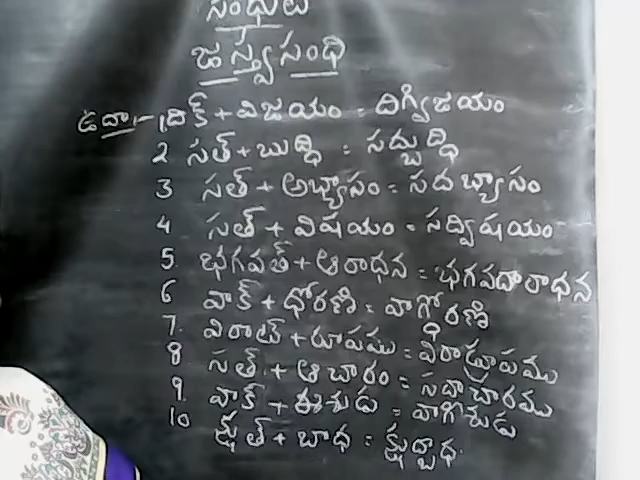 సంధులు
జస్త్వసంధి
ఉదా:- 1. దిక్ + విజయం = దిగ్విజయం
2 సత్ + బుద్ధి = సద్బుద్ధి
3 సత్ + అభ్యాసం = సదభ్యాసం
4 సత్ + విషయం = సద్విషయం
5. భగవత్ + ఆరాధన = భగవదారాధన
6 వాక్ + ధోరణి = వాగ్ధోరణి
7. విరాట్ + రూపము = విరాడ్రూపము
8 సత్ + ఆచారం = సదాచారము
9. వాక్ + ఈశుడు = వాగీశుడు
10 క్షుత్ + బాధ = క్షుద్బాధ.